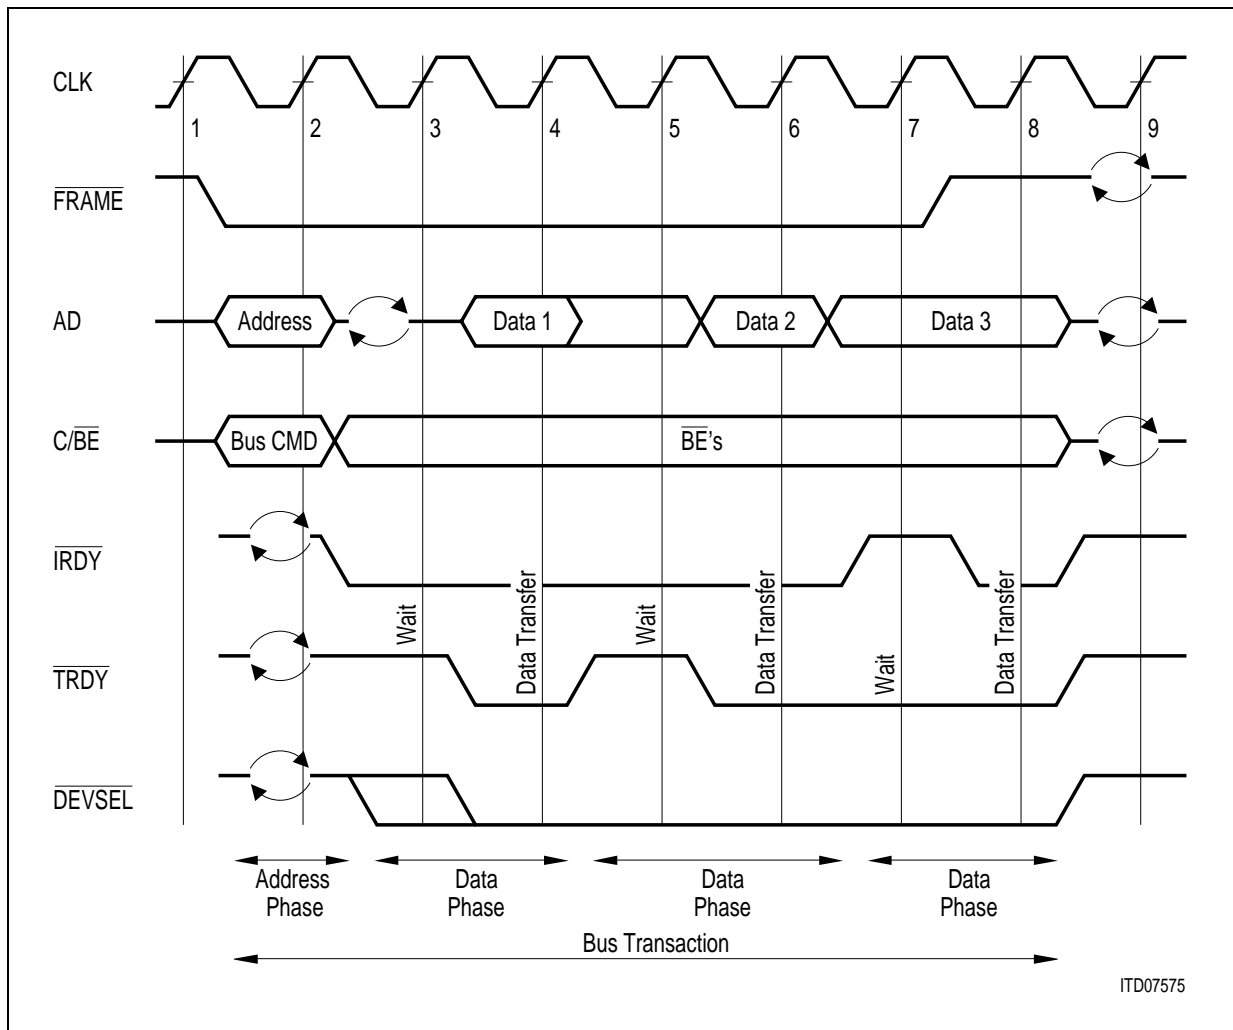 CLK
1 2 3 4 5 6 7 8 9
FRAME
AD
Address
Data 1
Data 2
Data 3
C/BE
Bus CMD
BE's
IRDY
Wait
Data Transfer
Wait
Data Transfer
Wait
Data Transfer
TRDY
DEVSEL
Address
Phase
Data
Phase
Data
Phase
Data
Phase
Bus Transaction
ITD07575